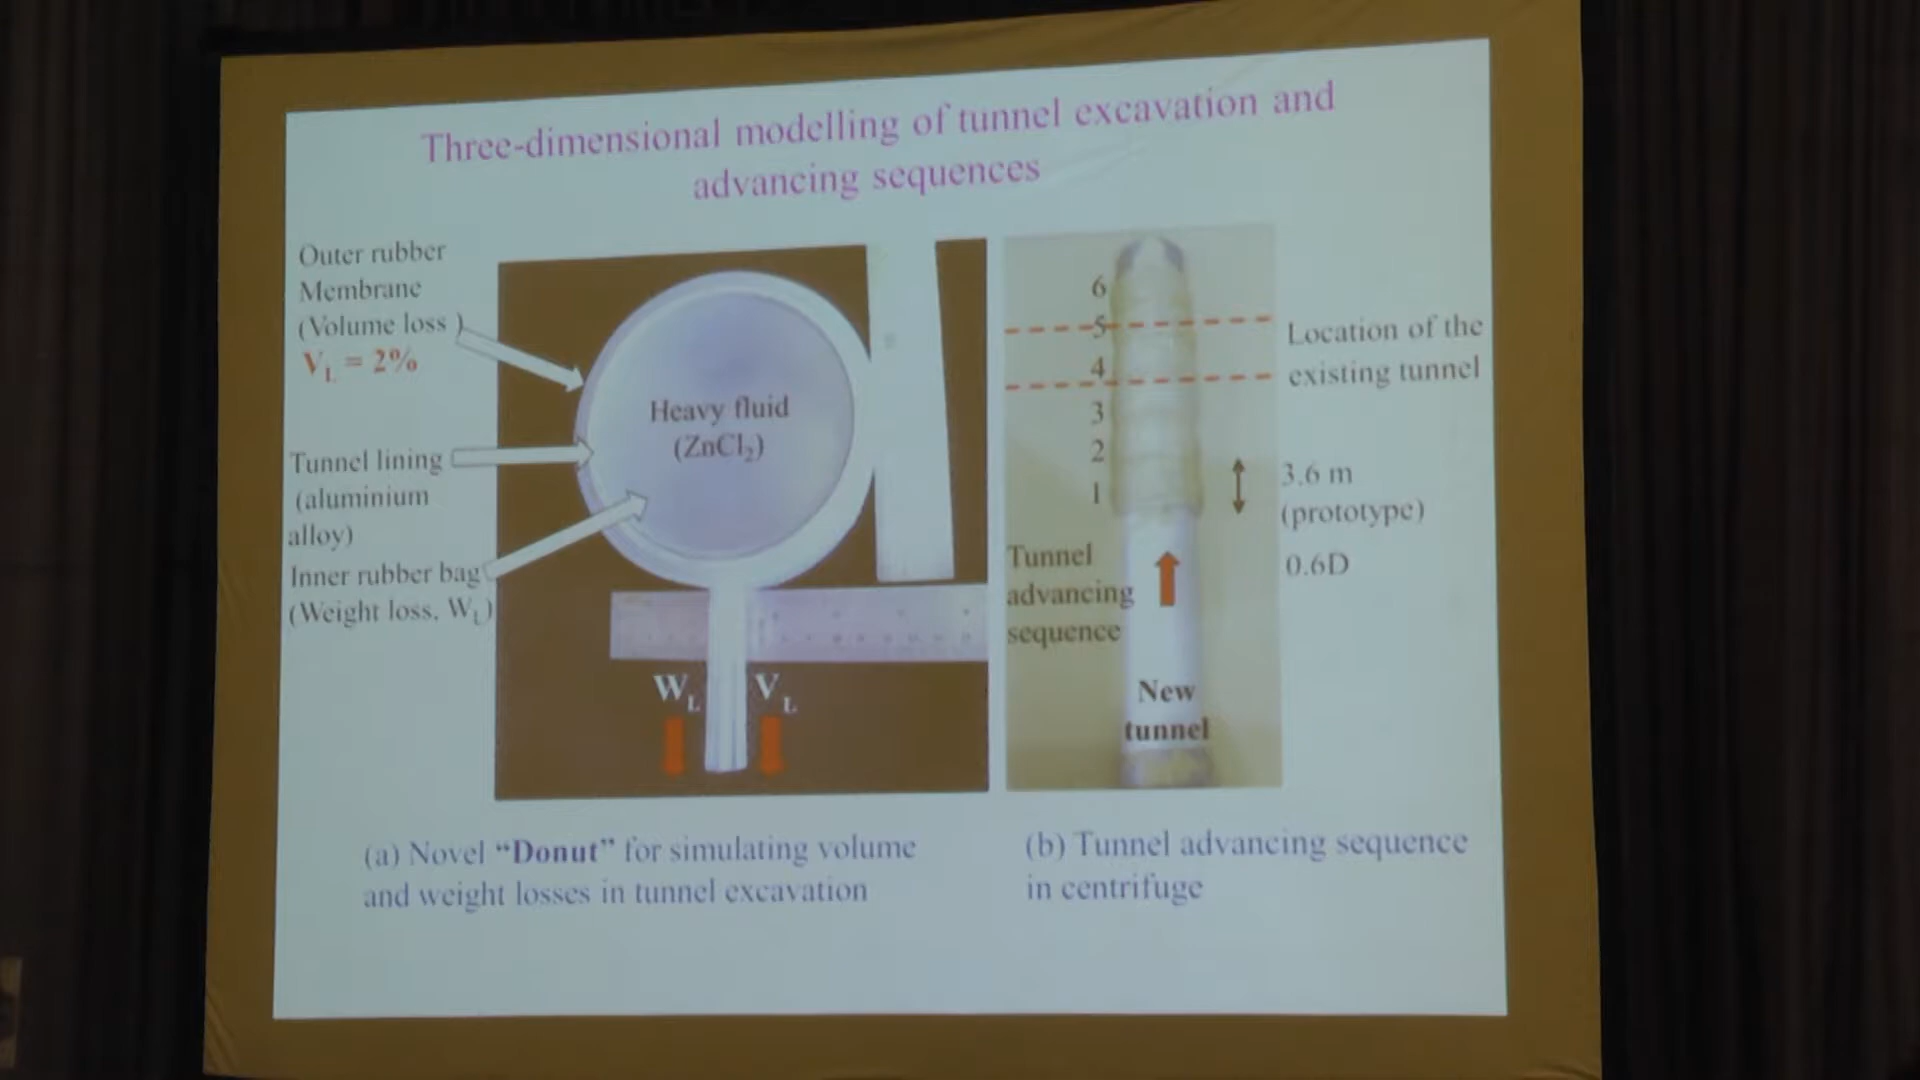 Three-dimensional modelling of tunnel excavation and
advancing sequences
Outer rubber
Membrane
(Volume loss )
V_L = 2%
Tunnel lining
(aluminium
alloy)
Inner rubber bag
(Weight loss, W_L)
Heavy fluid
(ZnCl₂)
W_L V_L
6
5
4
3
2
1
Location of the
existing tunnel
3.6 m
(prototype)
0.6D
Tunnel
advancing
sequence
New
tunnel
(a) Novel “Donut” for simulating volume
and weight losses in tunnel excavation
(b) Tunnel advancing sequence
in centrifuge